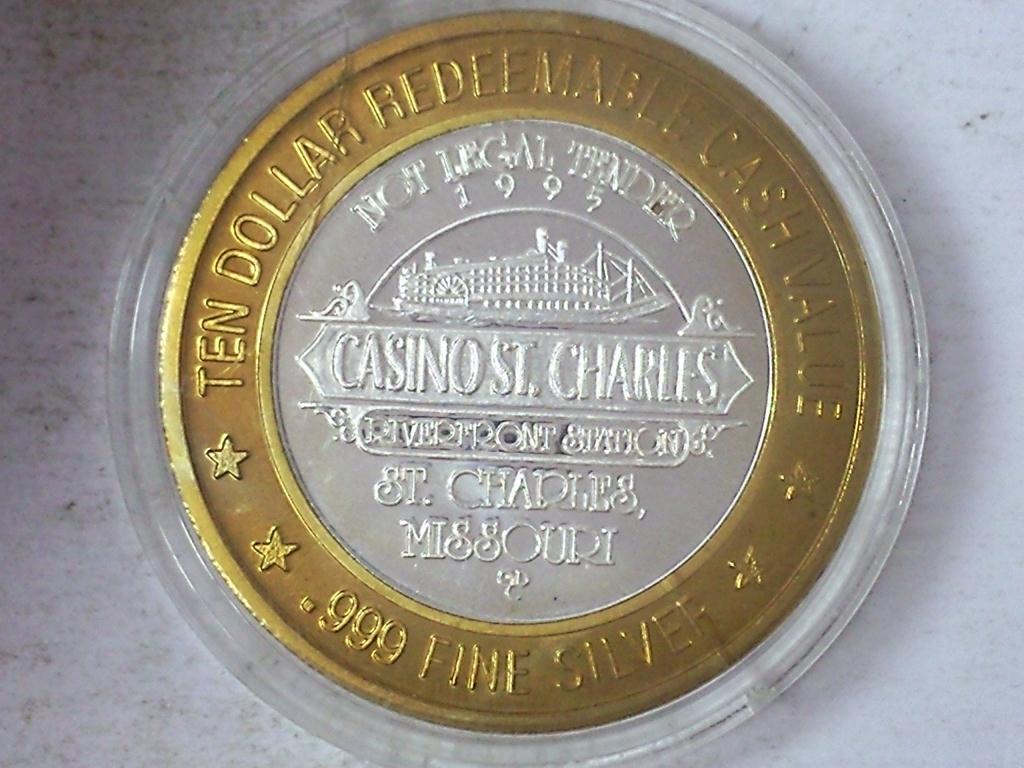 TEN DOLLAR REDEEMABLE CASH VALUE
NOT LEGAL TENDER
1995
CASINO ST. CHARLES
RIVERFRONT STATION
ST. CHARLES,
MISSOURI
.999 FINE SILVER